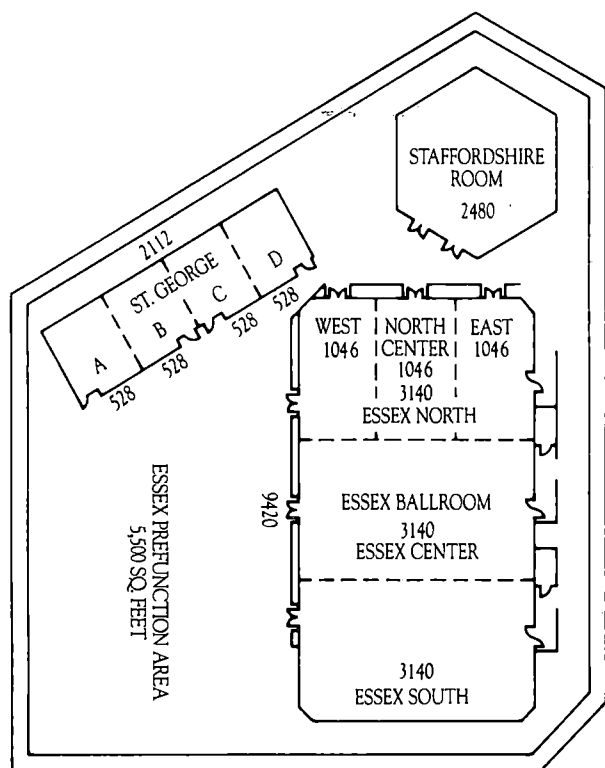 STAFFORDSHIRE
ROOM
2480
2112
ST. GEORGE
A
B
C
D
528
528
528
528
WEST
1046
NORTH
CENTER
1046
EAST
1046
3140
ESSEX NORTH
9420
ESSEX BALLROOM
3140
ESSEX CENTER
3140
ESSEX SOUTH
ESSEX PREFUNCTION AREA
5,500 SQ. FEET